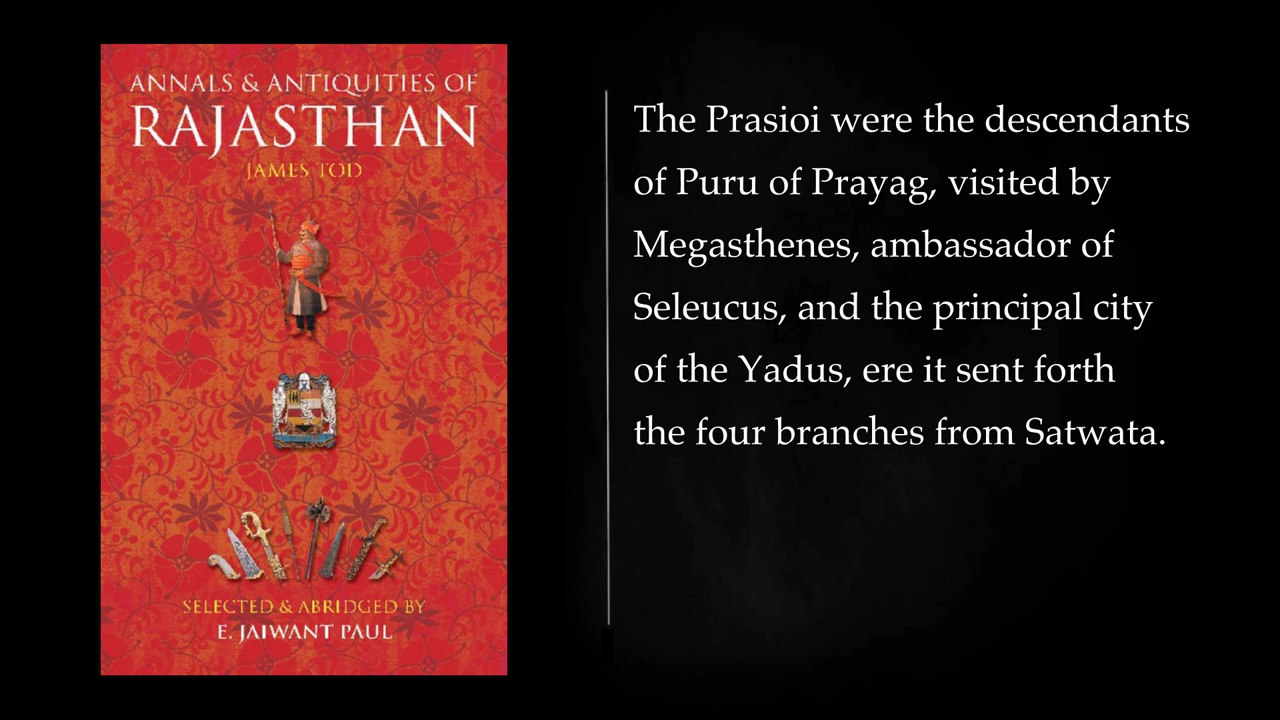 ANNALS & ANTIQUITIES OF
RAJASTHAN
JAMES TOD
SELECTED & ABRIDGED BY
E. JAIWANT PAUL
The Prasioi were the descendants
of Puru of Prayag, visited by
Megasthenes, ambassador of
Seleucus, and the principal city
of the Yadus, ere it sent forth
the four branches from Satwata.